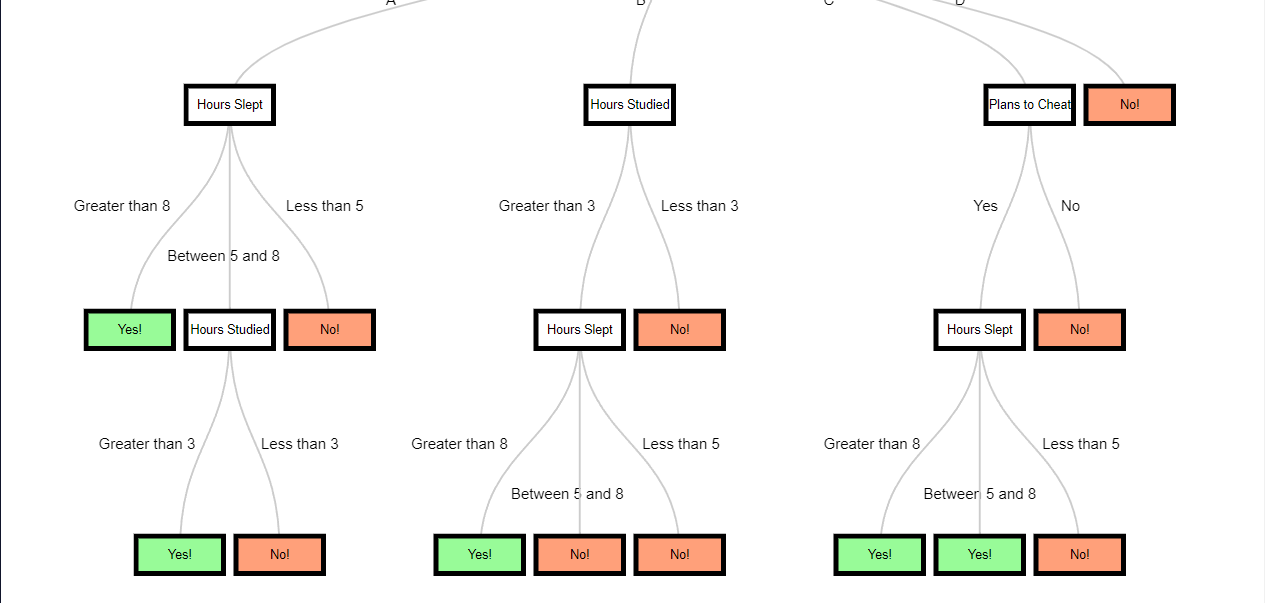 A
B
C
D
Hours Slept
Hours Studied
Plans to Cheat
No!
Greater than 8
Less than 5
Greater than 3
Less than 3
Yes
No
Between 5 and 8
Yes!
Hours Studied
No!
Hours Slept
No!
Hours Slept
No!
Greater than 3
Less than 3
Greater than 8
Less than 5
Greater than 8
Less than 5
Between 5 and 8
Between 5 and 8
Yes!
No!
Yes!
No!
No!
Yes!
Yes!
No!